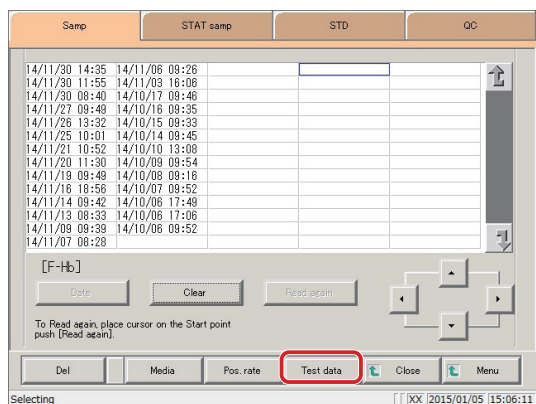 Samp STAT samp STD QC
14/11/30 14:35 14/11/06 09:26
14/11/30 11:55 14/11/03 16:06
14/11/30 08:40 14/10/17 09:46
14/11/27 09:49 14/10/16 09:35
14/11/26 13:32 14/10/15 09:33
14/11/25 10:01 14/10/14 09:45
14/11/21 10:52 14/10/10 13:08
14/11/20 11:30 14/10/09 09:54
14/11/19 09:49 14/10/08 09:16
14/11/16 18:56 14/10/07 09:52
14/11/14 09:42 14/10/06 17:49
14/11/13 08:33 14/10/06 17:06
14/11/09 09:39 14/10/06 09:52
14/11/07 08:28
[F-Hb]
Date Clear Read again
To Read again, place cursor on the Start point
push [Read again].
Del Media Pos. rate Test data Close Menu
Selecting XX 2015/01/05 15:06:11